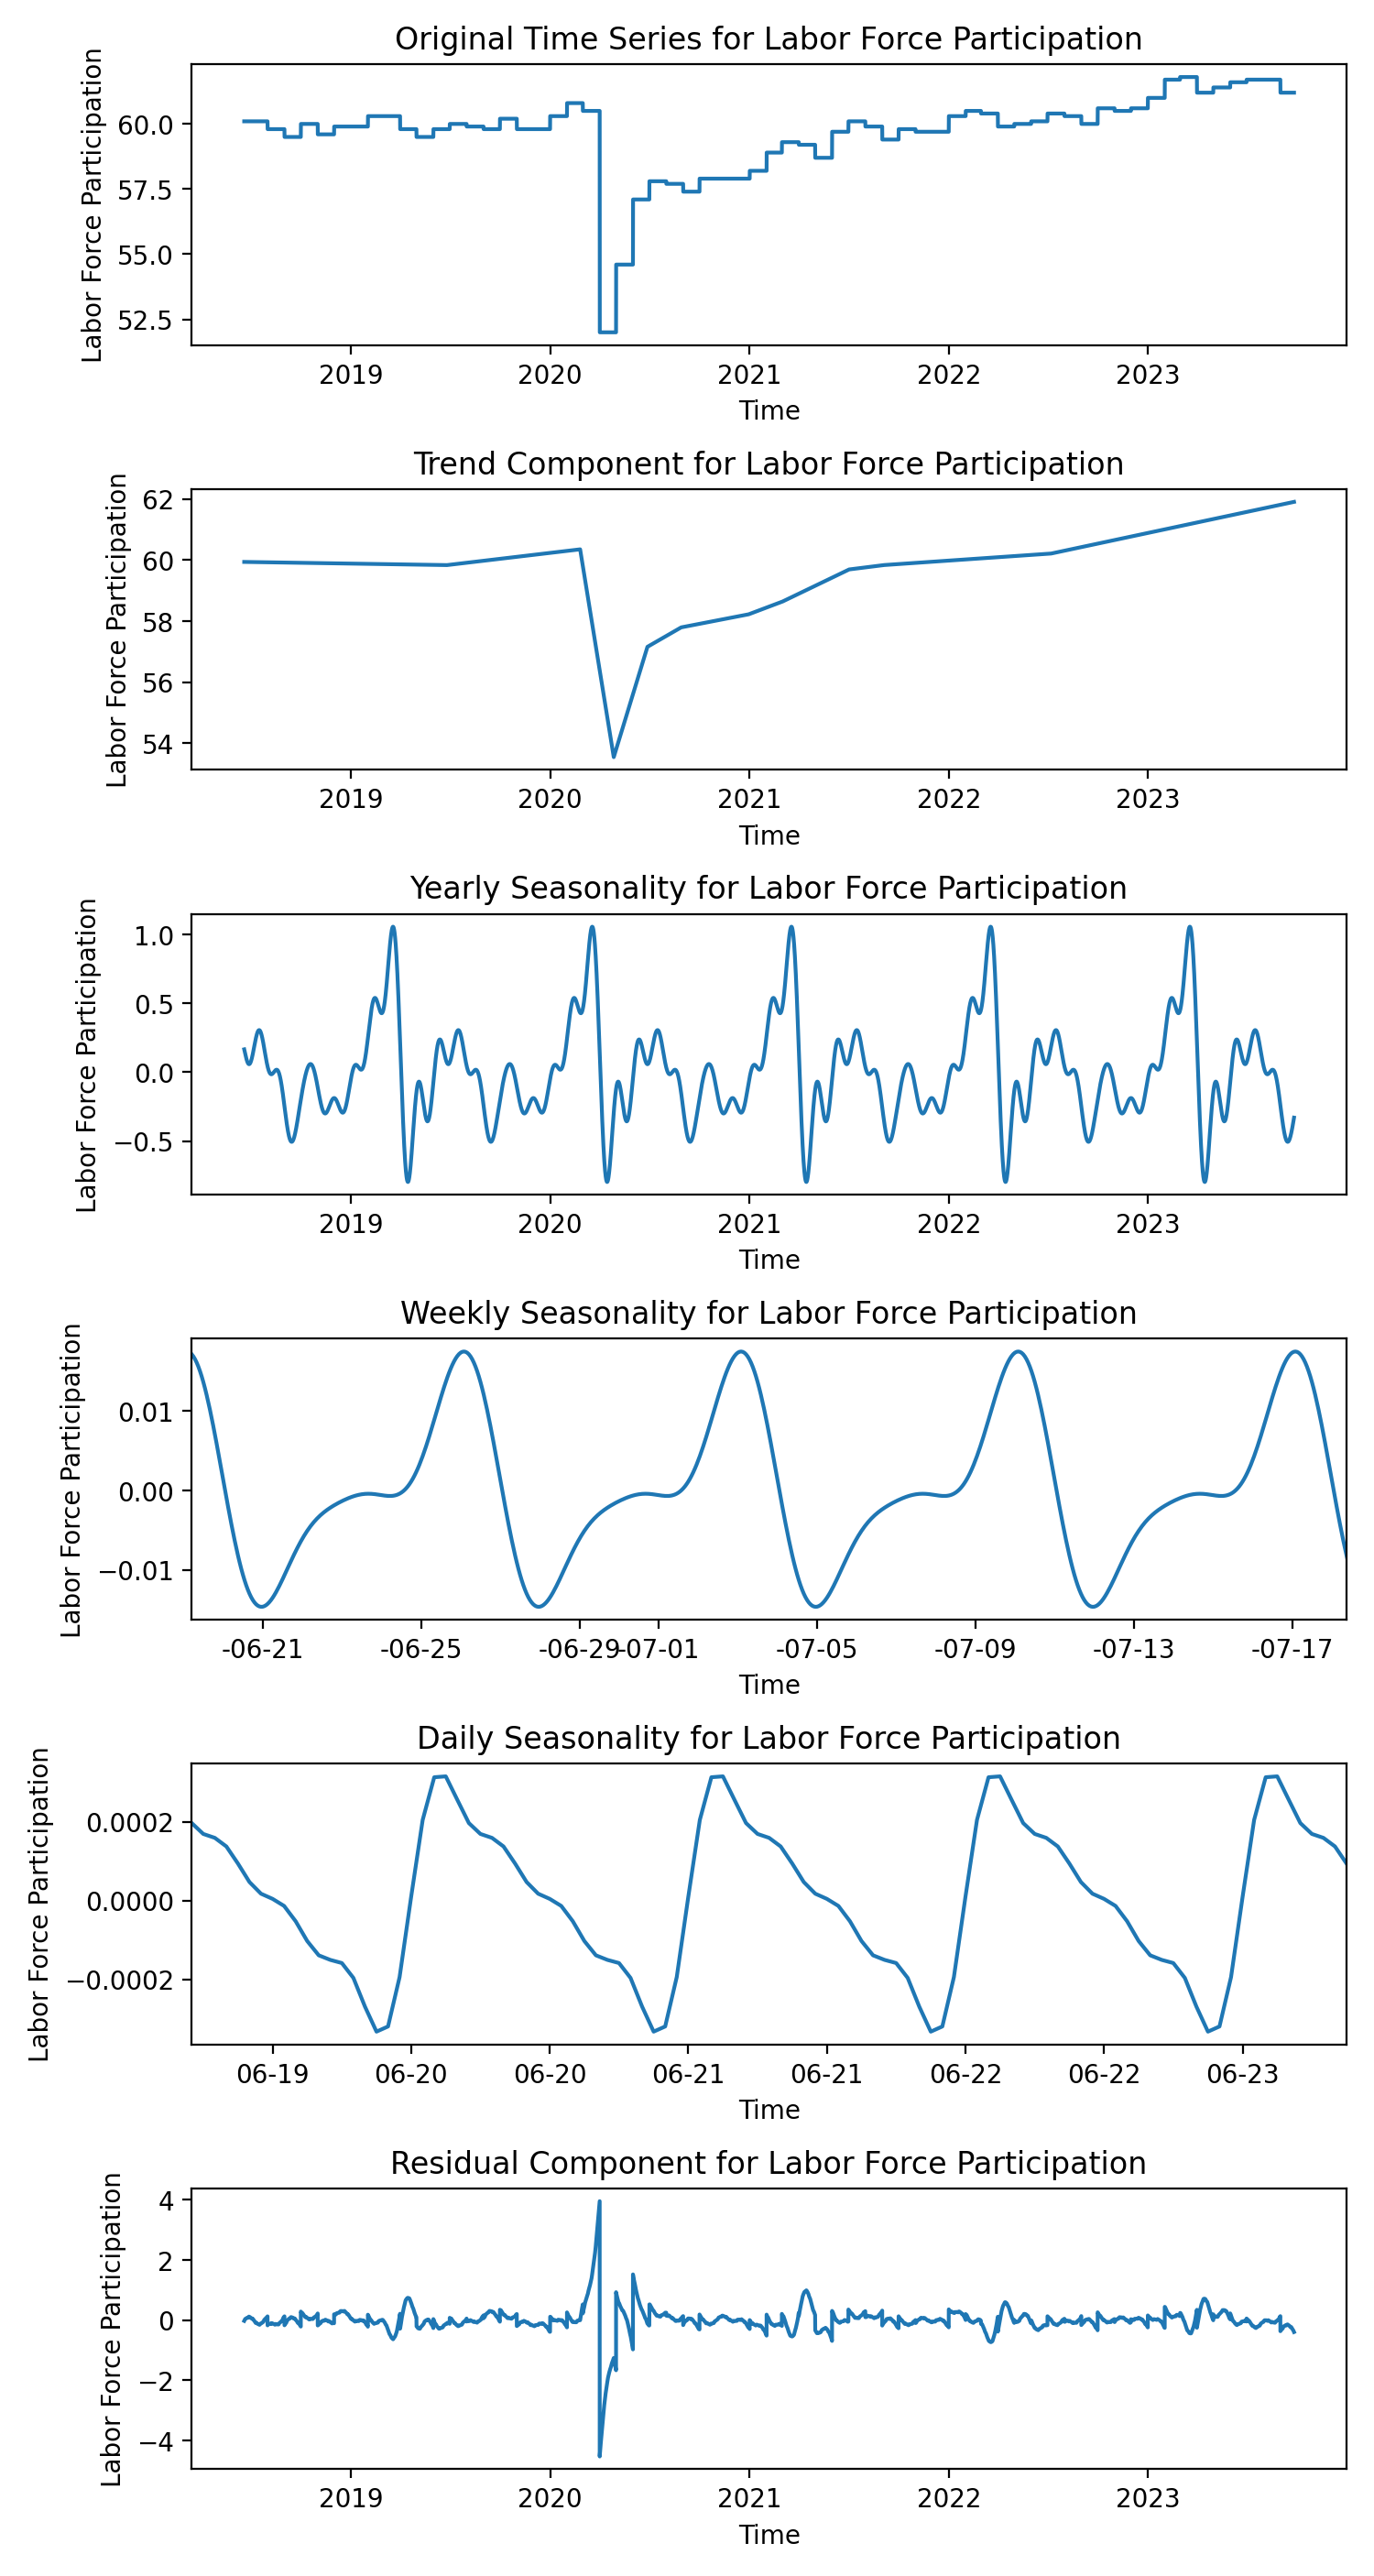 Original Time Series for Labor Force Participation
Labor Force Participation
60.0
57.5
55.0
52.5
2019 2020 2021 2022 2023
Time
Trend Component for Labor Force Participation
Labor Force Participation
62
60
58
56
54
2019 2020 2021 2022 2023
Time
Yearly Seasonality for Labor Force Participation
Labor Force Participation
1.0
0.5
0.0
−0.5
2019 2020 2021 2022 2023
Time
Weekly Seasonality for Labor Force Participation
Labor Force Participation
0.01
0.00
−0.01
-06-21 -06-25 -06-29 -07-01 -07-05 -07-09 -07-13 -07-17
Time
Daily Seasonality for Labor Force Participation
Labor Force Participation
0.0002
0.0000
−0.0002
06-19 06-20 06-20 06-21 06-21 06-22 06-22 06-23
Time
Residual Component for Labor Force Participation
Labor Force Participation
4
2
0
−2
−4
2019 2020 2021 2022 2023
Time